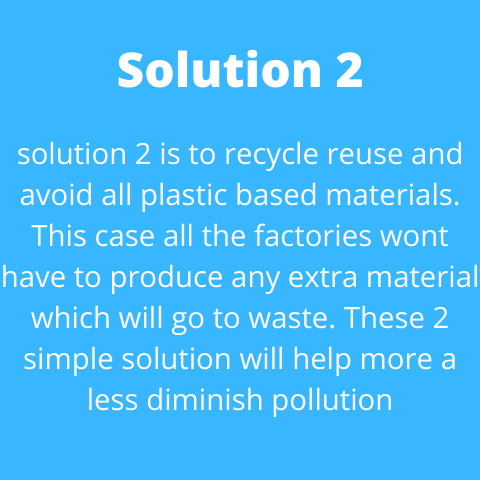 Solution 2
solution 2 is to recycle reuse and
avoid all plastic based materials.
This case all the factories wont
have to produce any extra material
which will go to waste. These 2
simple solution will help more a
less diminish pollution